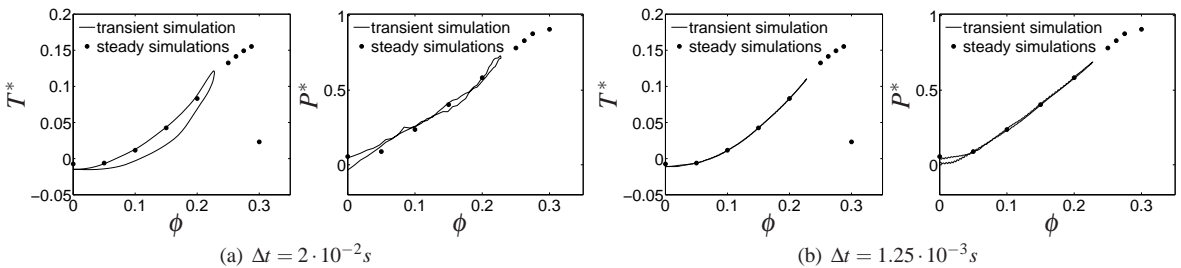 0.2
0.15
0.1
0.05
0
−0.05
T*
transient simulation
steady simulations
0 0.1 0.2 0.3
ϕ
1
0.5
0
P*
transient simulation
steady simulations
0 0.1 0.2 0.3
ϕ
(a) Δt = 2 · 10⁻² s
0.2
0.15
0.1
0.05
0
−0.05
T*
transient simulation
steady simulations
0 0.1 0.2 0.3
ϕ
1
0.5
0
P*
transient simulation
steady simulations
0 0.1 0.2 0.3
ϕ
(b) Δt = 1.25 · 10⁻³ s